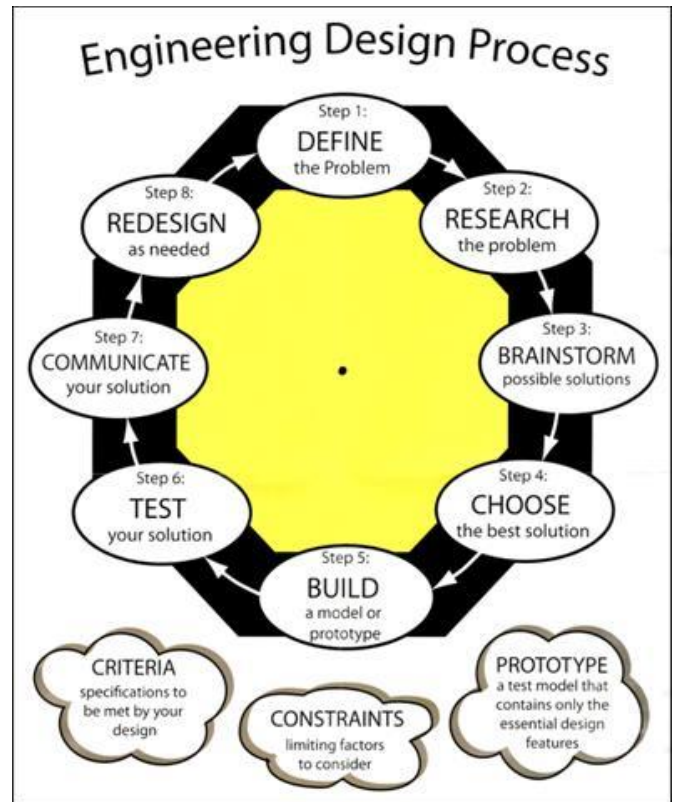 Engineering Design Process
Step 1:
DEFINE
the Problem
Step 2:
RESEARCH
the problem
Step 3:
BRAINSTORM
possible solutions
Step 4:
CHOOSE
the best solution
Step 5:
BUILD
a model or
prototype
Step 6:
TEST
your solution
Step 7:
COMMUNICATE
your solution
Step 8:
REDESIGN
as needed
CRITERIA
specifications to
be met by your
design
CONSTRAINTS
limiting factors
to consider
PROTOTYPE
a test model that
contains only the
essential design
features